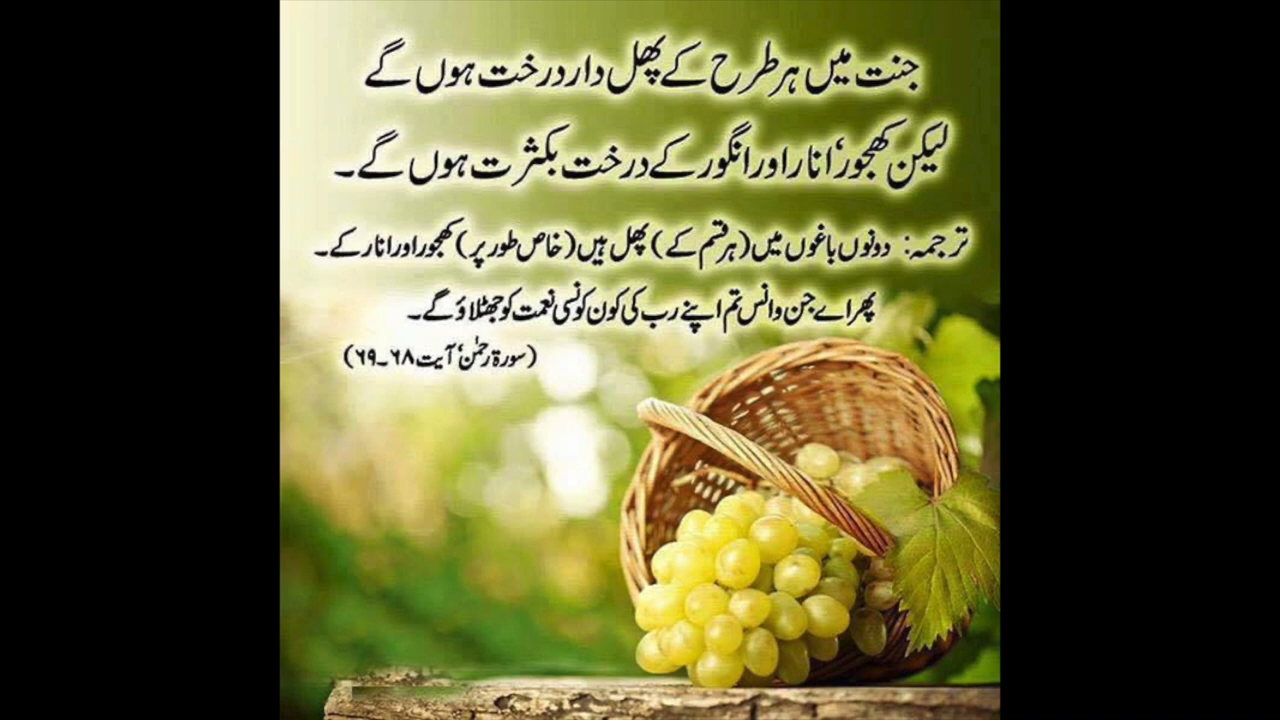 جنت میں ہر طرح کے پھل دار درخت ہوں گے
لیکن کھجور، انار اور انگور کے درخت بکثرت ہوں گے۔
ترجمہ: دونوں باغوں میں (ہر قسم کے) پھل ہیں (خاص طور پر) کھجور اور انار کے۔
پھر اے جن و انس تم اپنے رب کی کون کونسی نعمت کو جھٹلاؤ گے۔
(سورۃ رحمٰن، آیت ۶۸۔۶۹)